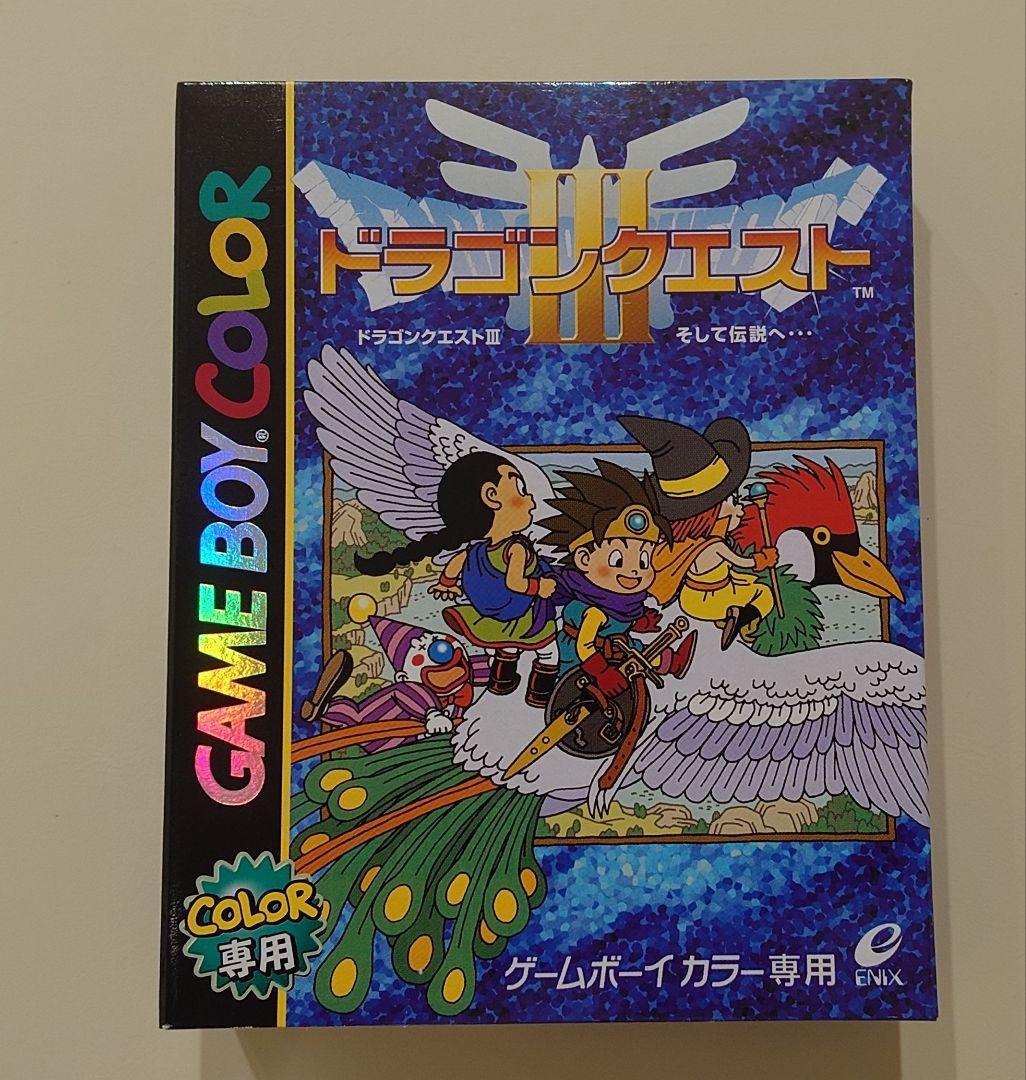 GAME BOY COLOR
COLOR
専用
III
ドラゴンクエスト
TM
ドラゴンクエストIII
そして伝説へ・・・
ゲームボーイ カラー専用
e
ENIX